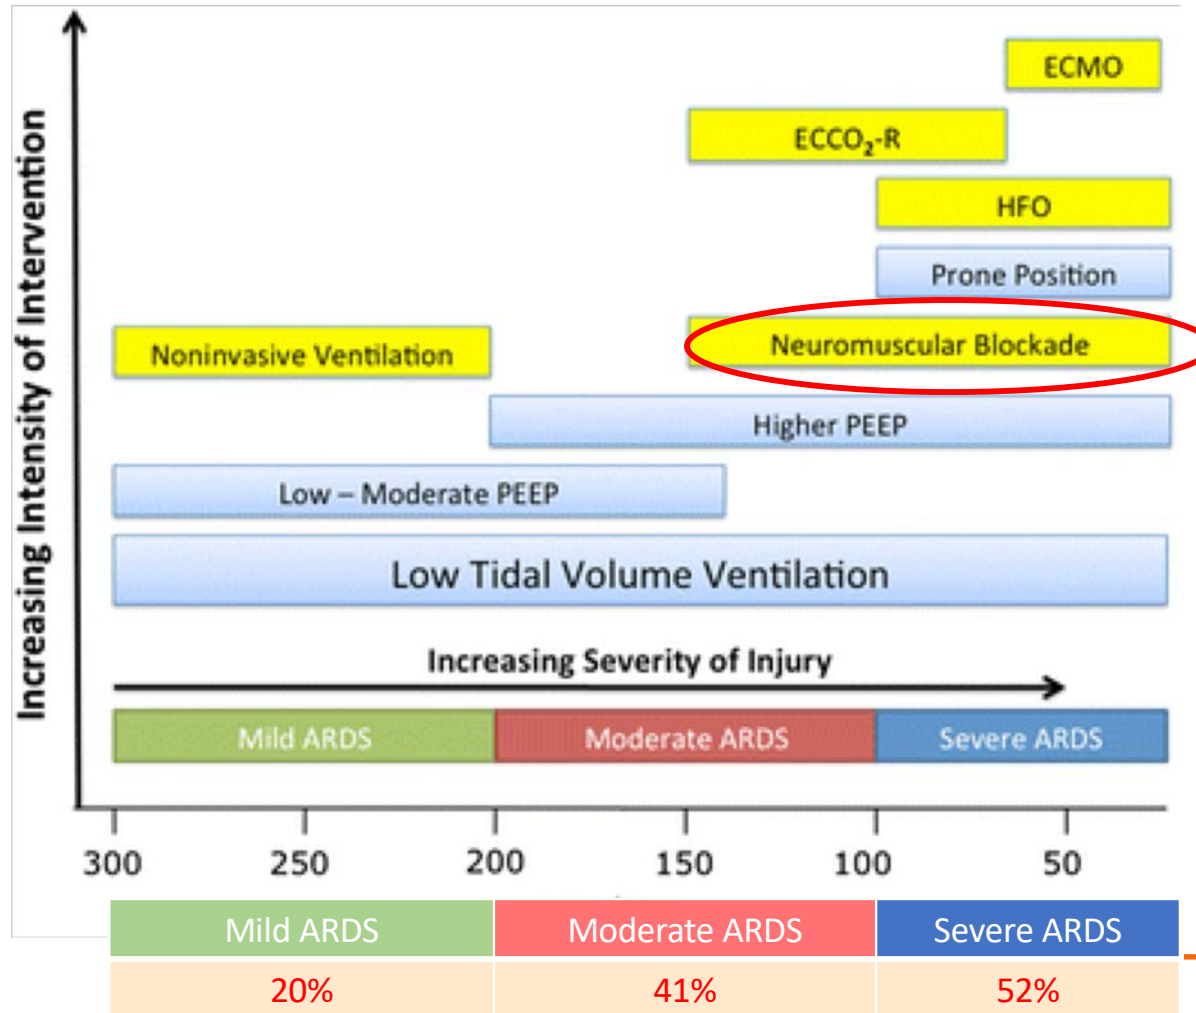 Increasing Intensity of Intervention
ECMO
ECCO₂-R
HFO
Prone Position
Neuromuscular Blockade
Noninvasive Ventilation
Higher PEEP
Low – Moderate PEEP
Low Tidal Volume Ventilation
Increasing Severity of Injury
Mild ARDS Moderate ARDS Severe ARDS
300 250 200 150 100 50
Mild ARDS Moderate ARDS Severe ARDS
20% 41% 52%